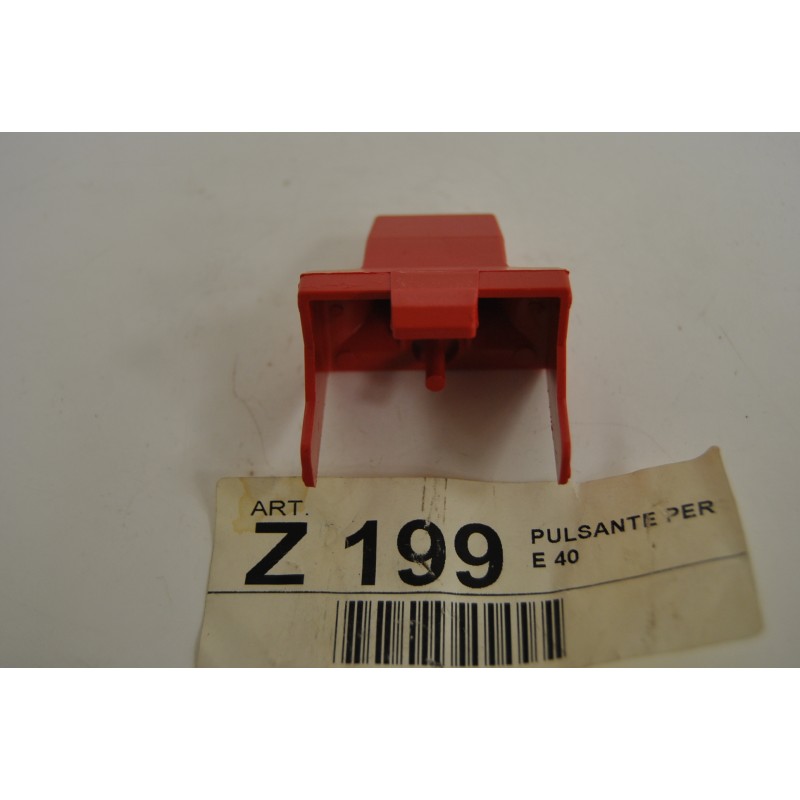 ART.
Z 199
PULSANTE PER
E 40